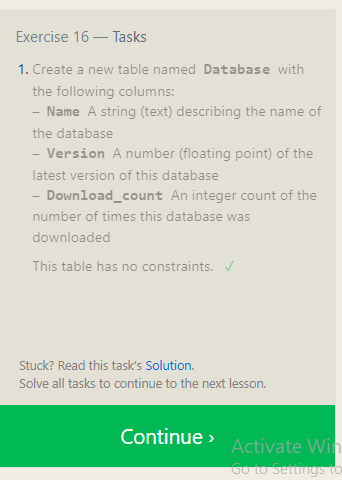 Exercise 16 — Tasks
1. Create a new table named Database with
the following columns:
– Name A string (text) describing the name of
the database
– Version A number (floating point) of the
latest version of this database
– Download_count An integer count of the
number of times this database was
downloaded
This table has no constraints. ✓
Stuck? Read this task's Solution.
Solve all tasks to continue to the next lesson.
Continue ›
Activate Win
Go to Settings to